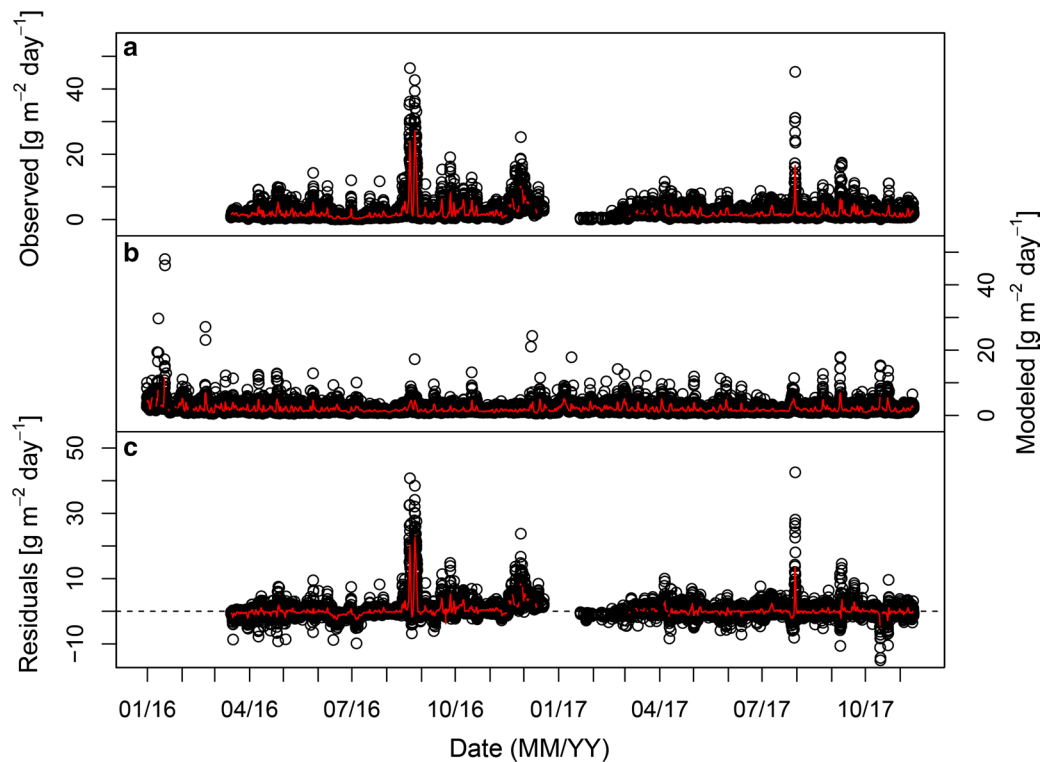 a
Observed [g m⁻² day⁻¹]
40
20
0
b
Modeled [g m⁻² day⁻¹]
40
20
0
c
Residuals [g m⁻² day⁻¹]
50
30
10
−10
01/16 04/16 07/16 10/16 01/17 04/17 07/17 10/17
Date (MM/YY)